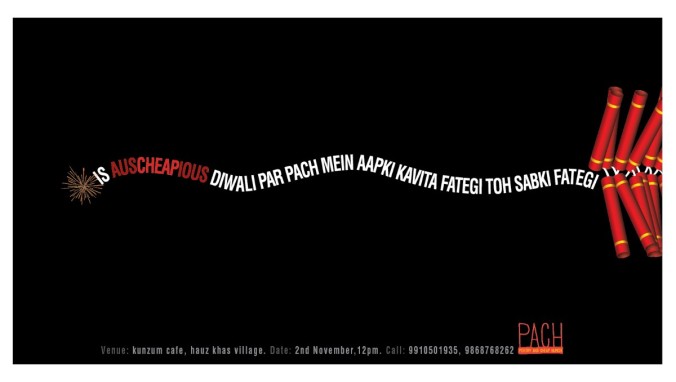 IS AUSCHEAPIOUS DIWALI PAR PACH MEIN AAPKI KAVITA FATEGI TOH SABKI FATEGI
PACH
Venue: kunzum cafe, hauz khas village. Date: 2nd November,12pm. Call: 9910501935, 9868768262